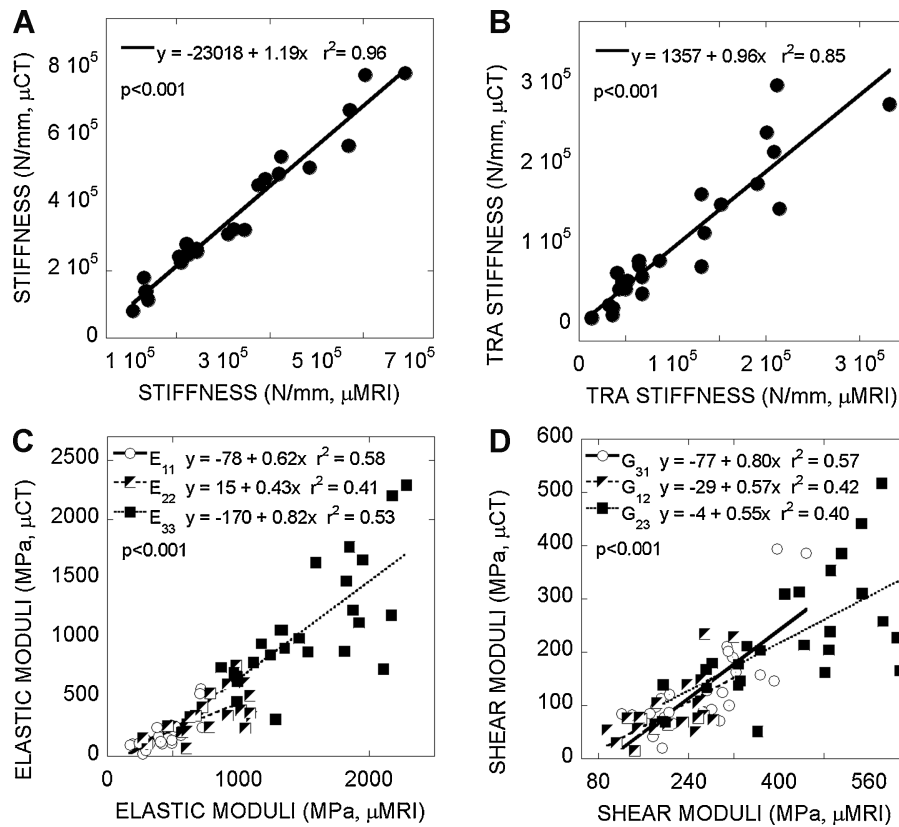 A
y = -23018 + 1.19x r² = 0.96
p<0.001
8 10⁵
6 10⁵
4 10⁵
2 10⁵
0
STIFFNESS (N/mm, μCT)
1 10⁵ 3 10⁵ 5 10⁵ 7 10⁵
STIFFNESS (N/mm, μMRI)
B
y = 1357 + 0.96x r² = 0.85
p<0.001
3 10⁵
2 10⁵
1 10⁵
0
TRA STIFFNESS (N/mm, μCT)
0 1 10⁵ 2 10⁵ 3 10⁵
TRA STIFFNESS (N/mm, μMRI)
C
E₁₁ y = -78 + 0.62x r² = 0.58
E₂₂ y = 15 + 0.43x r² = 0.41
E₃₃ y = -170 + 0.82x r² = 0.53
p<0.001
2500
2000
1500
1000
500
0
ELASTIC MODULI (MPa, μCT)
0 1000 2000
ELASTIC MODULI (MPa, μMRI)
D
G₃₁ y = -77 + 0.80x r² = 0.57
G₁₂ y = -29 + 0.57x r² = 0.42
G₂₃ y = -4 + 0.55x r² = 0.40
p<0.001
600
500
400
300
200
100
0
SHEAR MODULI (MPa, μCT)
80 240 400 560
SHEAR MODULI (MPa, μMRI)